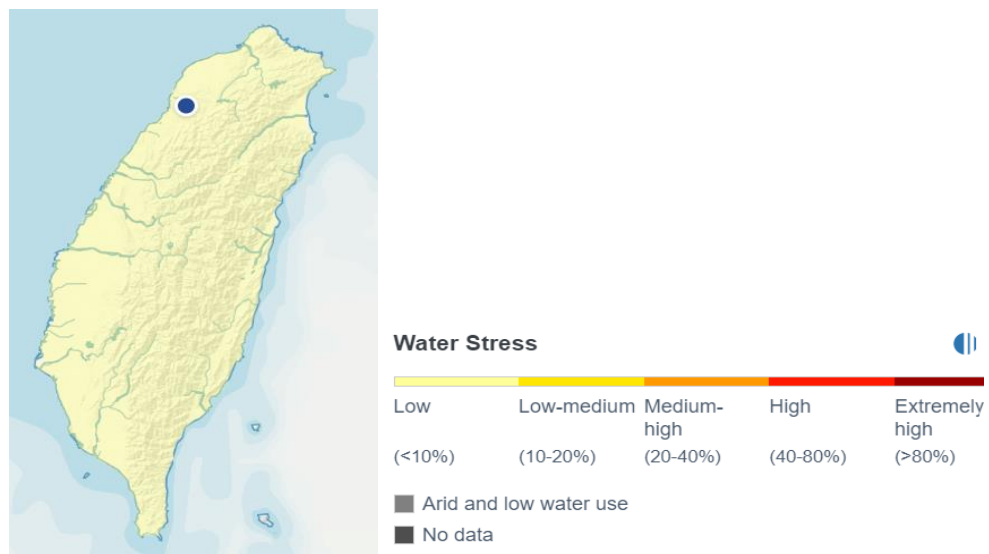 Water Stress
Low
Low-medium
Medium-
high
High
Extremely
high
(<10%)
(10-20%)
(20-40%)
(40-80%)
(>80%)
Arid and low water use
No data